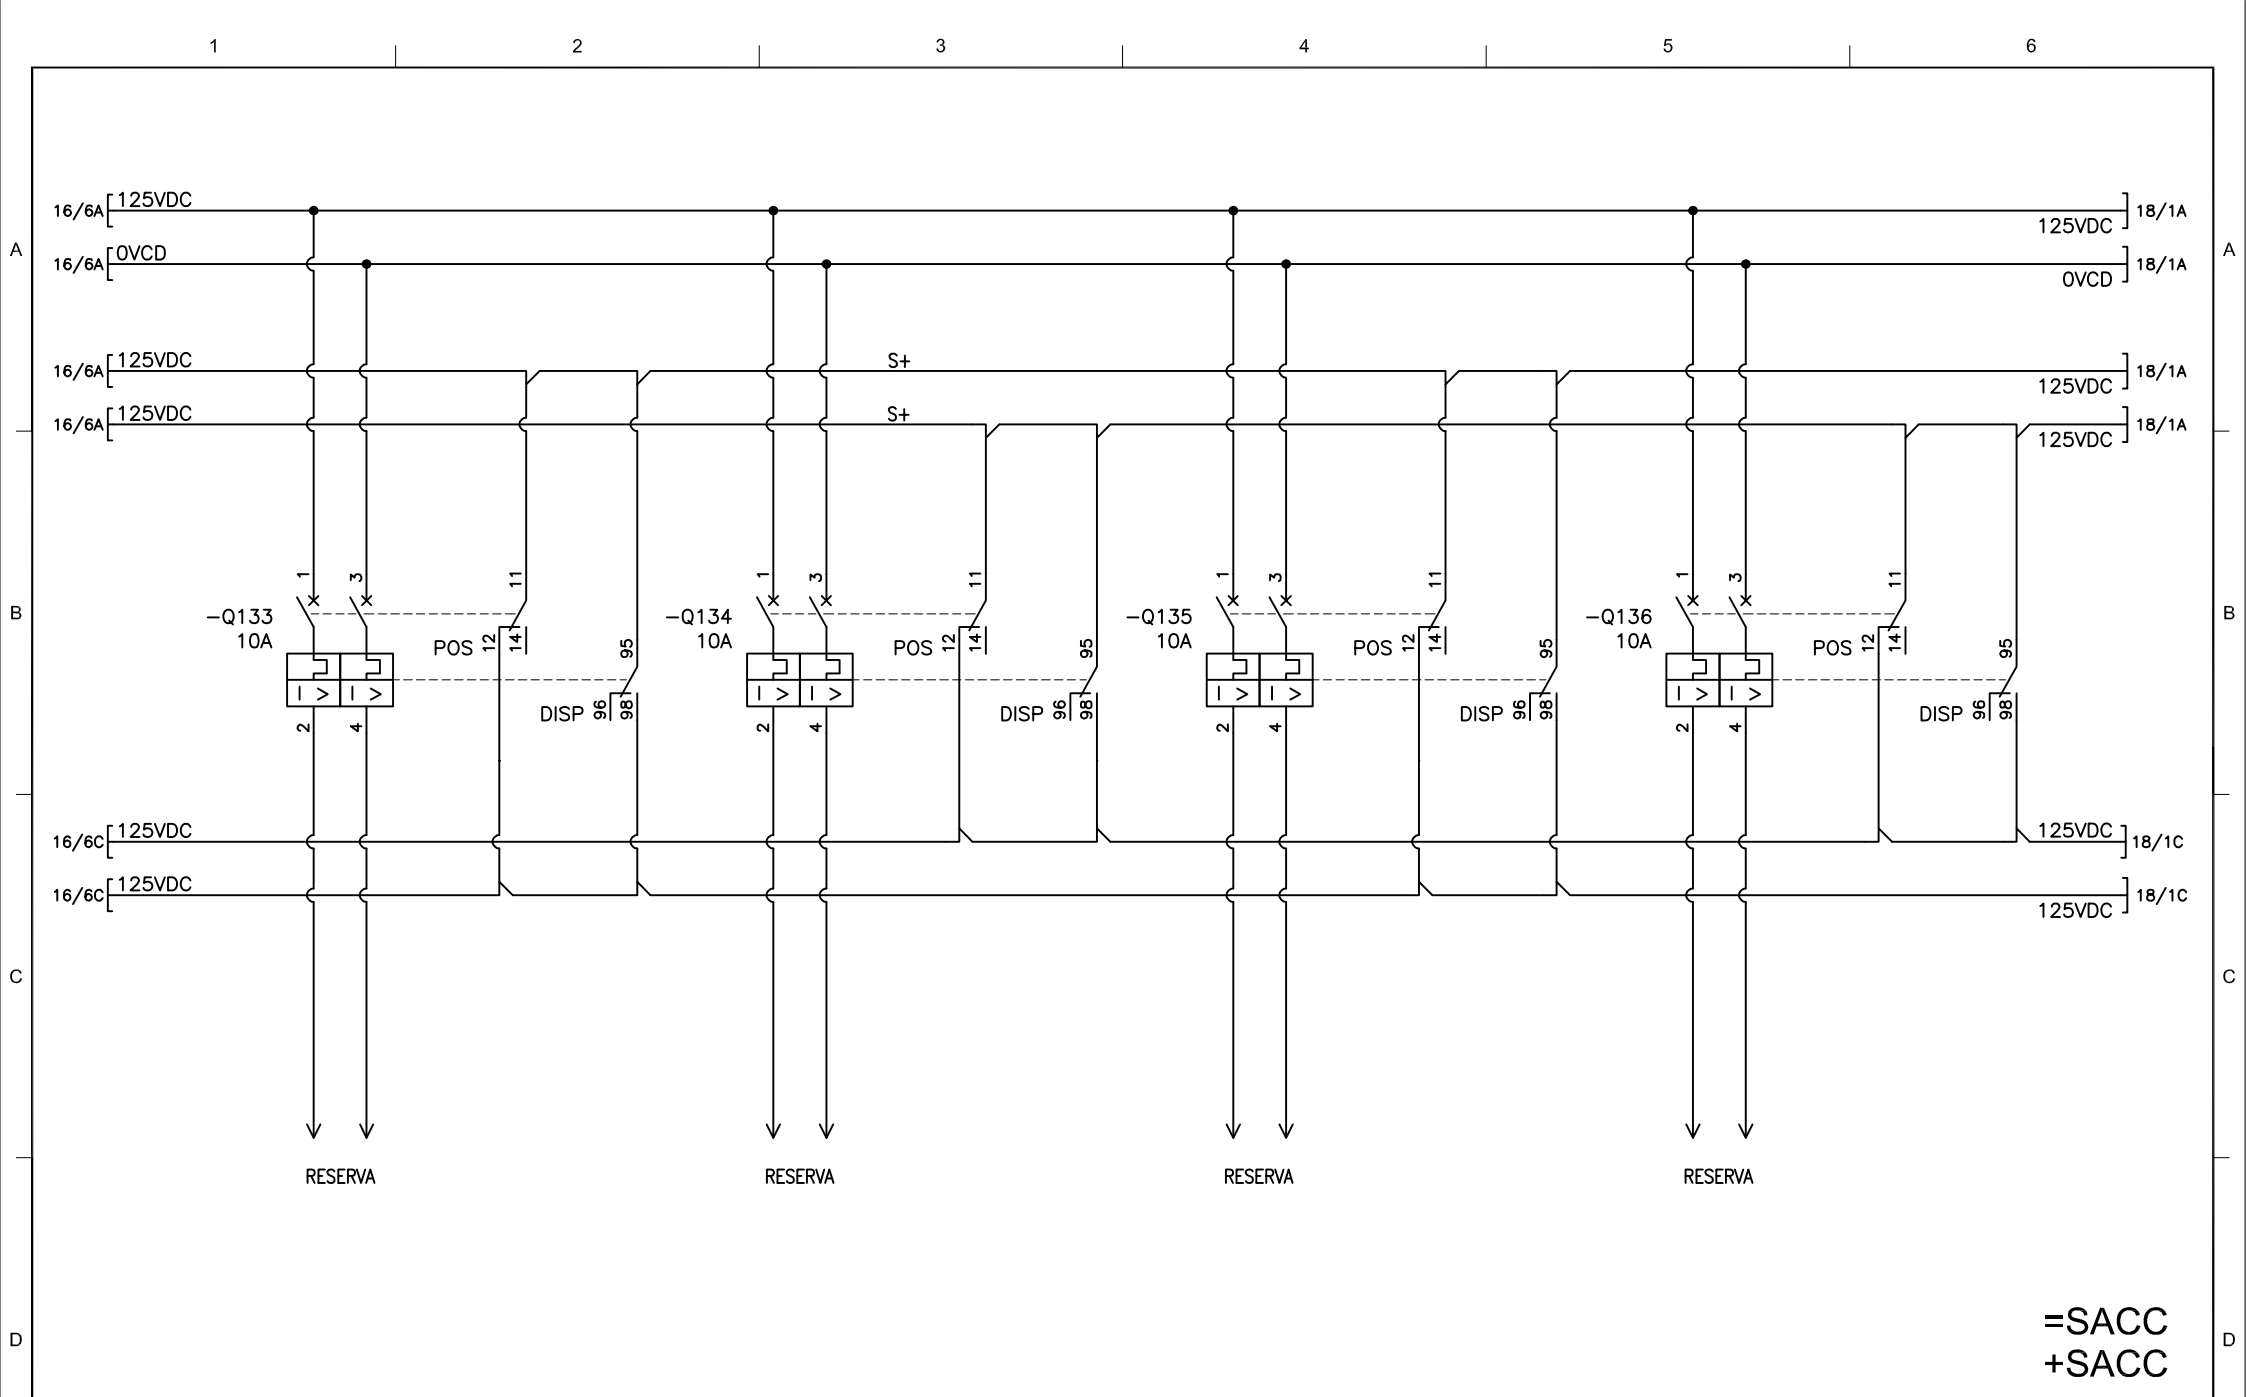 1 2 3 4 5 6
125VDC
16/6A 18/1A
125VDC
A 0VCD A
16/6A 18/1A
0VCD
125VDC S+
16/6A 18/1A
125VDC
125VDC S+
16/6A 18/1A
125VDC
1 3 11 1 3 11 1 3 11 1 3 11
B -Q133 -Q134 -Q135 -Q136 B
10A 10A 10A 10A
POS 12 14 95 POS 12 14 95 POS 12 14 95 POS 12 14 95
I > I > I > I > I > I > I > I >
DISP 96 98 DISP 96 98 DISP 96 98 DISP 96 98
2 4 2 4 2 4 2 4
125VDC 125VDC
16/6C 18/1C
125VDC
16/6C 18/1C
125VDC
C C
RESERVA RESERVA RESERVA RESERVA
=SACC
D D
+SACC